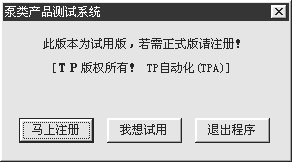 泵类产品测试系统
此版本为试用版，若需正式版请注册！
[T P 版权所有！ TP自动化(TPA)]
马上注册 我想试用 退出程序